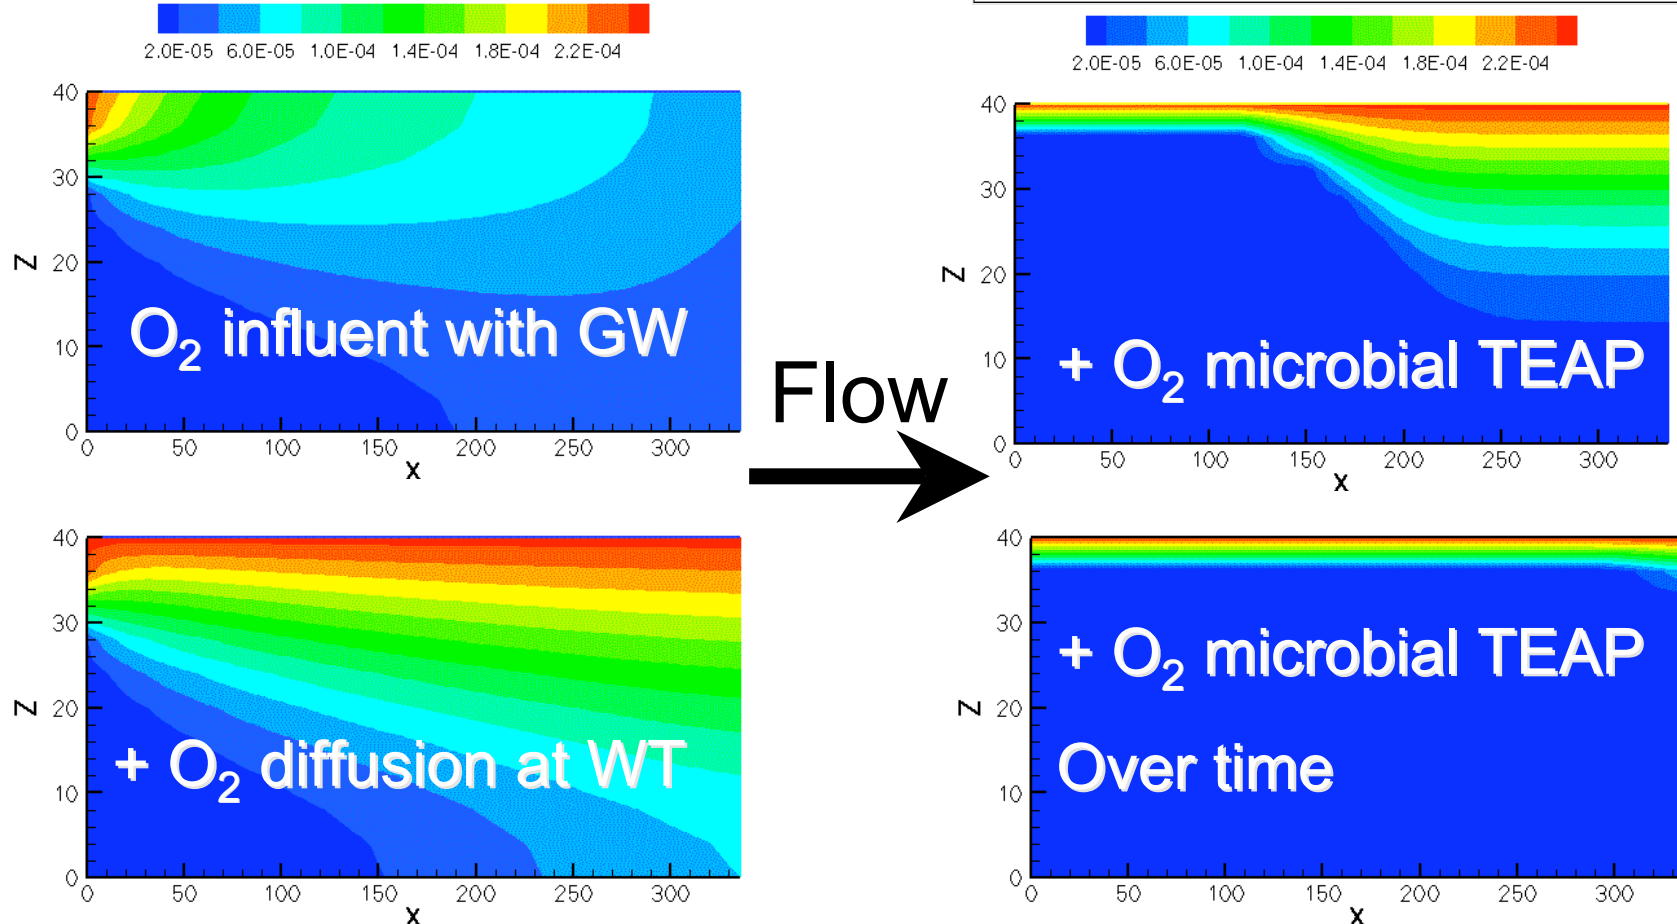 2.0E-05 6.0E-05 1.0E-04 1.4E-04 1.8E-04 2.2E-04
40
30
20
10
0
Z
O₂ influent with GW
0 50 100 150 200 250 300
X
40
30
20
10
0
Z
+ O₂ diffusion at WT
0 50 100 150 200 250 300
X
Flow
2.0E-05 6.0E-05 1.0E-04 1.4E-04 1.8E-04 2.2E-04
40
30
20
10
0
Z
+ O₂ microbial TEAP
0 50 100 150 200 250 300
X
40
30
20
10
0
Z
+ O₂ microbial TEAP
Over time
0 50 100 150 200 250 300
X